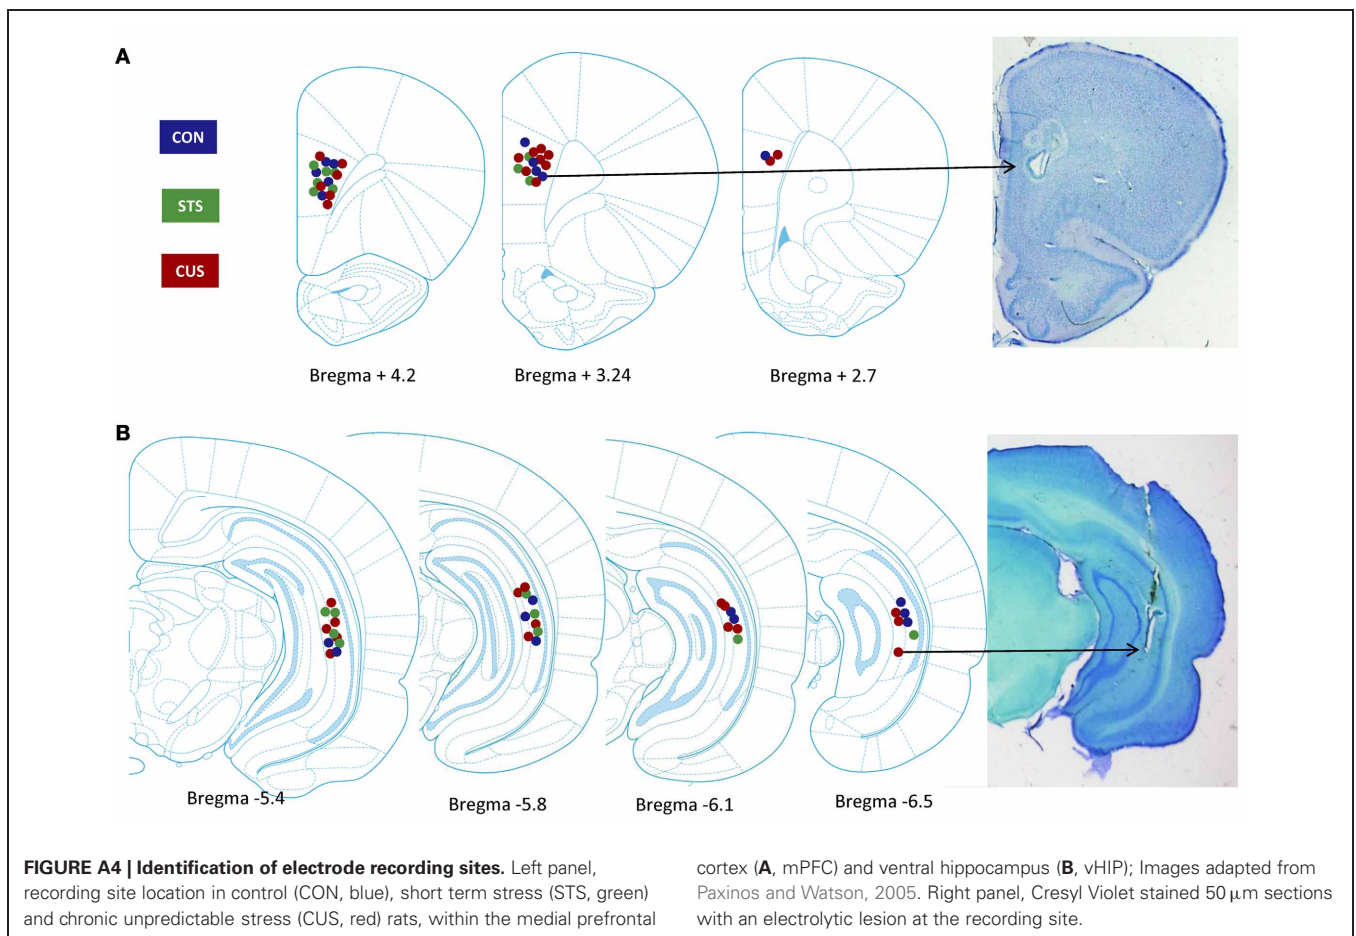 A
CON
STS
CUS
Bregma + 4.2
Bregma + 3.24
Bregma + 2.7
B
Bregma -5.4
Bregma -5.8
Bregma -6.1
Bregma -6.5
FIGURE A4 | Identification of electrode recording sites. Left panel,
recording site location in control (CON, blue), short term stress (STS, green)
and chronic unpredictable stress (CUS, red) rats, within the medial prefrontal
cortex (A, mPFC) and ventral hippocampus (B, vHIP); Images adapted from
Paxinos and Watson, 2005. Right panel, Cresyl Violet stained 50 μm sections
with an electrolytic lesion at the recording site.